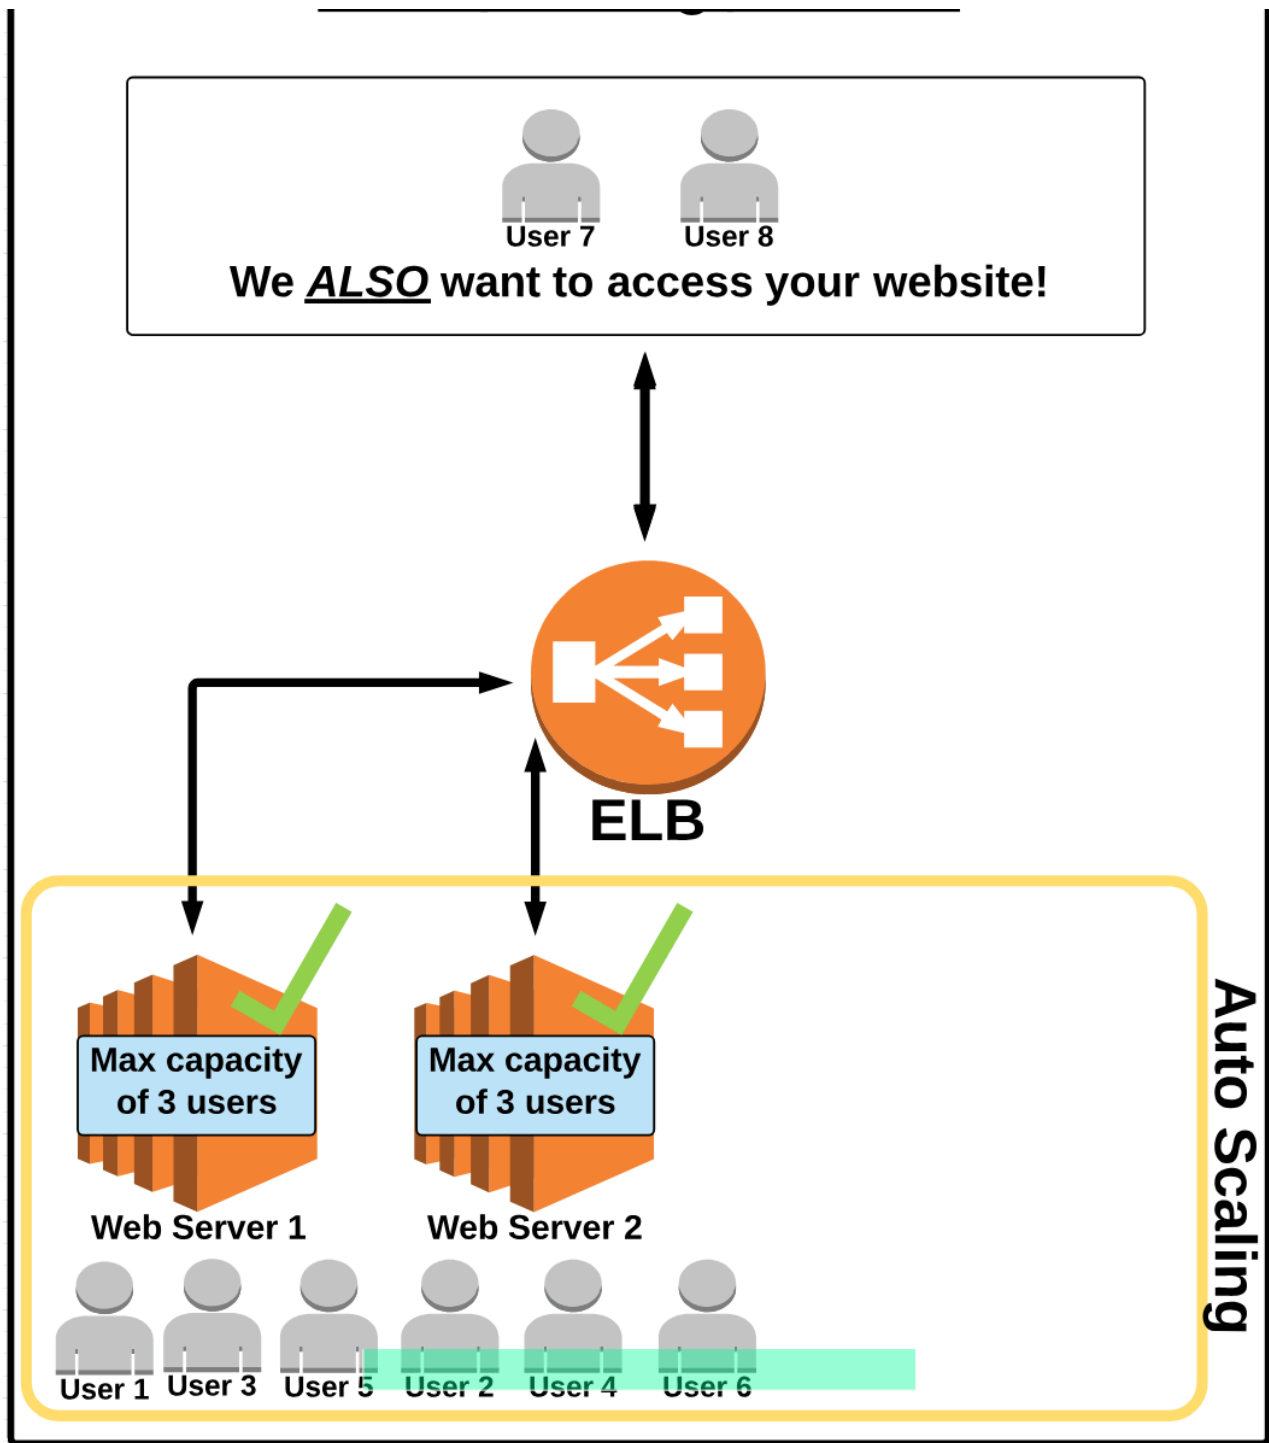 User 7 User 8
We ALSO want to access your website!
ELB
Max capacity
of 3 users
Max capacity
of 3 users
Web Server 1 Web Server 2
User 1 User 3 User 5 User 2 User 4 User 6
Auto Scaling